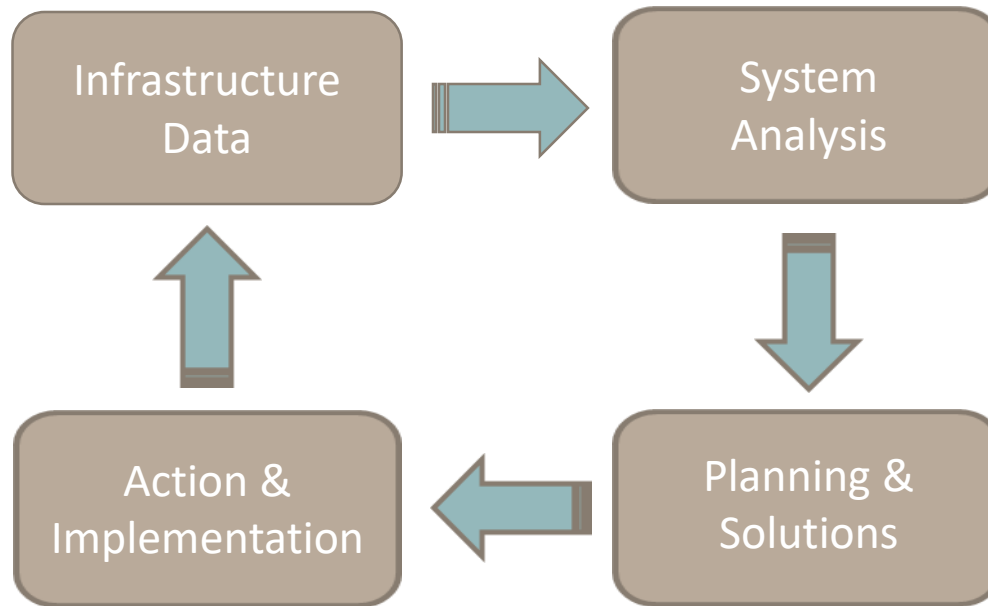 Infrastructure
Data
System
Analysis
Planning &
Solutions
Action &
Implementation